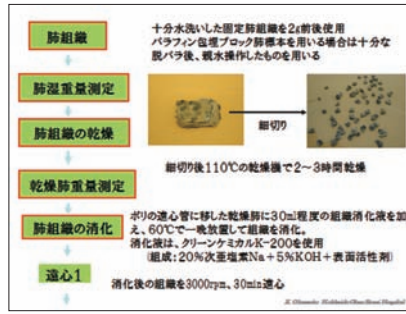 肺組織
十分水洗いした固定肺組織を2g前後使用
パラフィン包埋ブロック肺標本を用いる場合は十分な
脱パラ後、親水操作したものを用いる
肺湿重量測定
肺組織の乾燥
細切り
細切り後110℃の乾燥機で2~3時間乾燥
乾燥肺重量測定
肺組織の消化
ポリの遠心管に移した乾燥肺に30ml程度の組織消化液を加
え、60℃で一晩放置して組織を消化。
消化液は、クリーンケミカルK-200を使用
(組成:20%次亜塩素Na+5%KOH+表面活性剤)
遠心1
消化後の組織を3000rpm、30min遠心